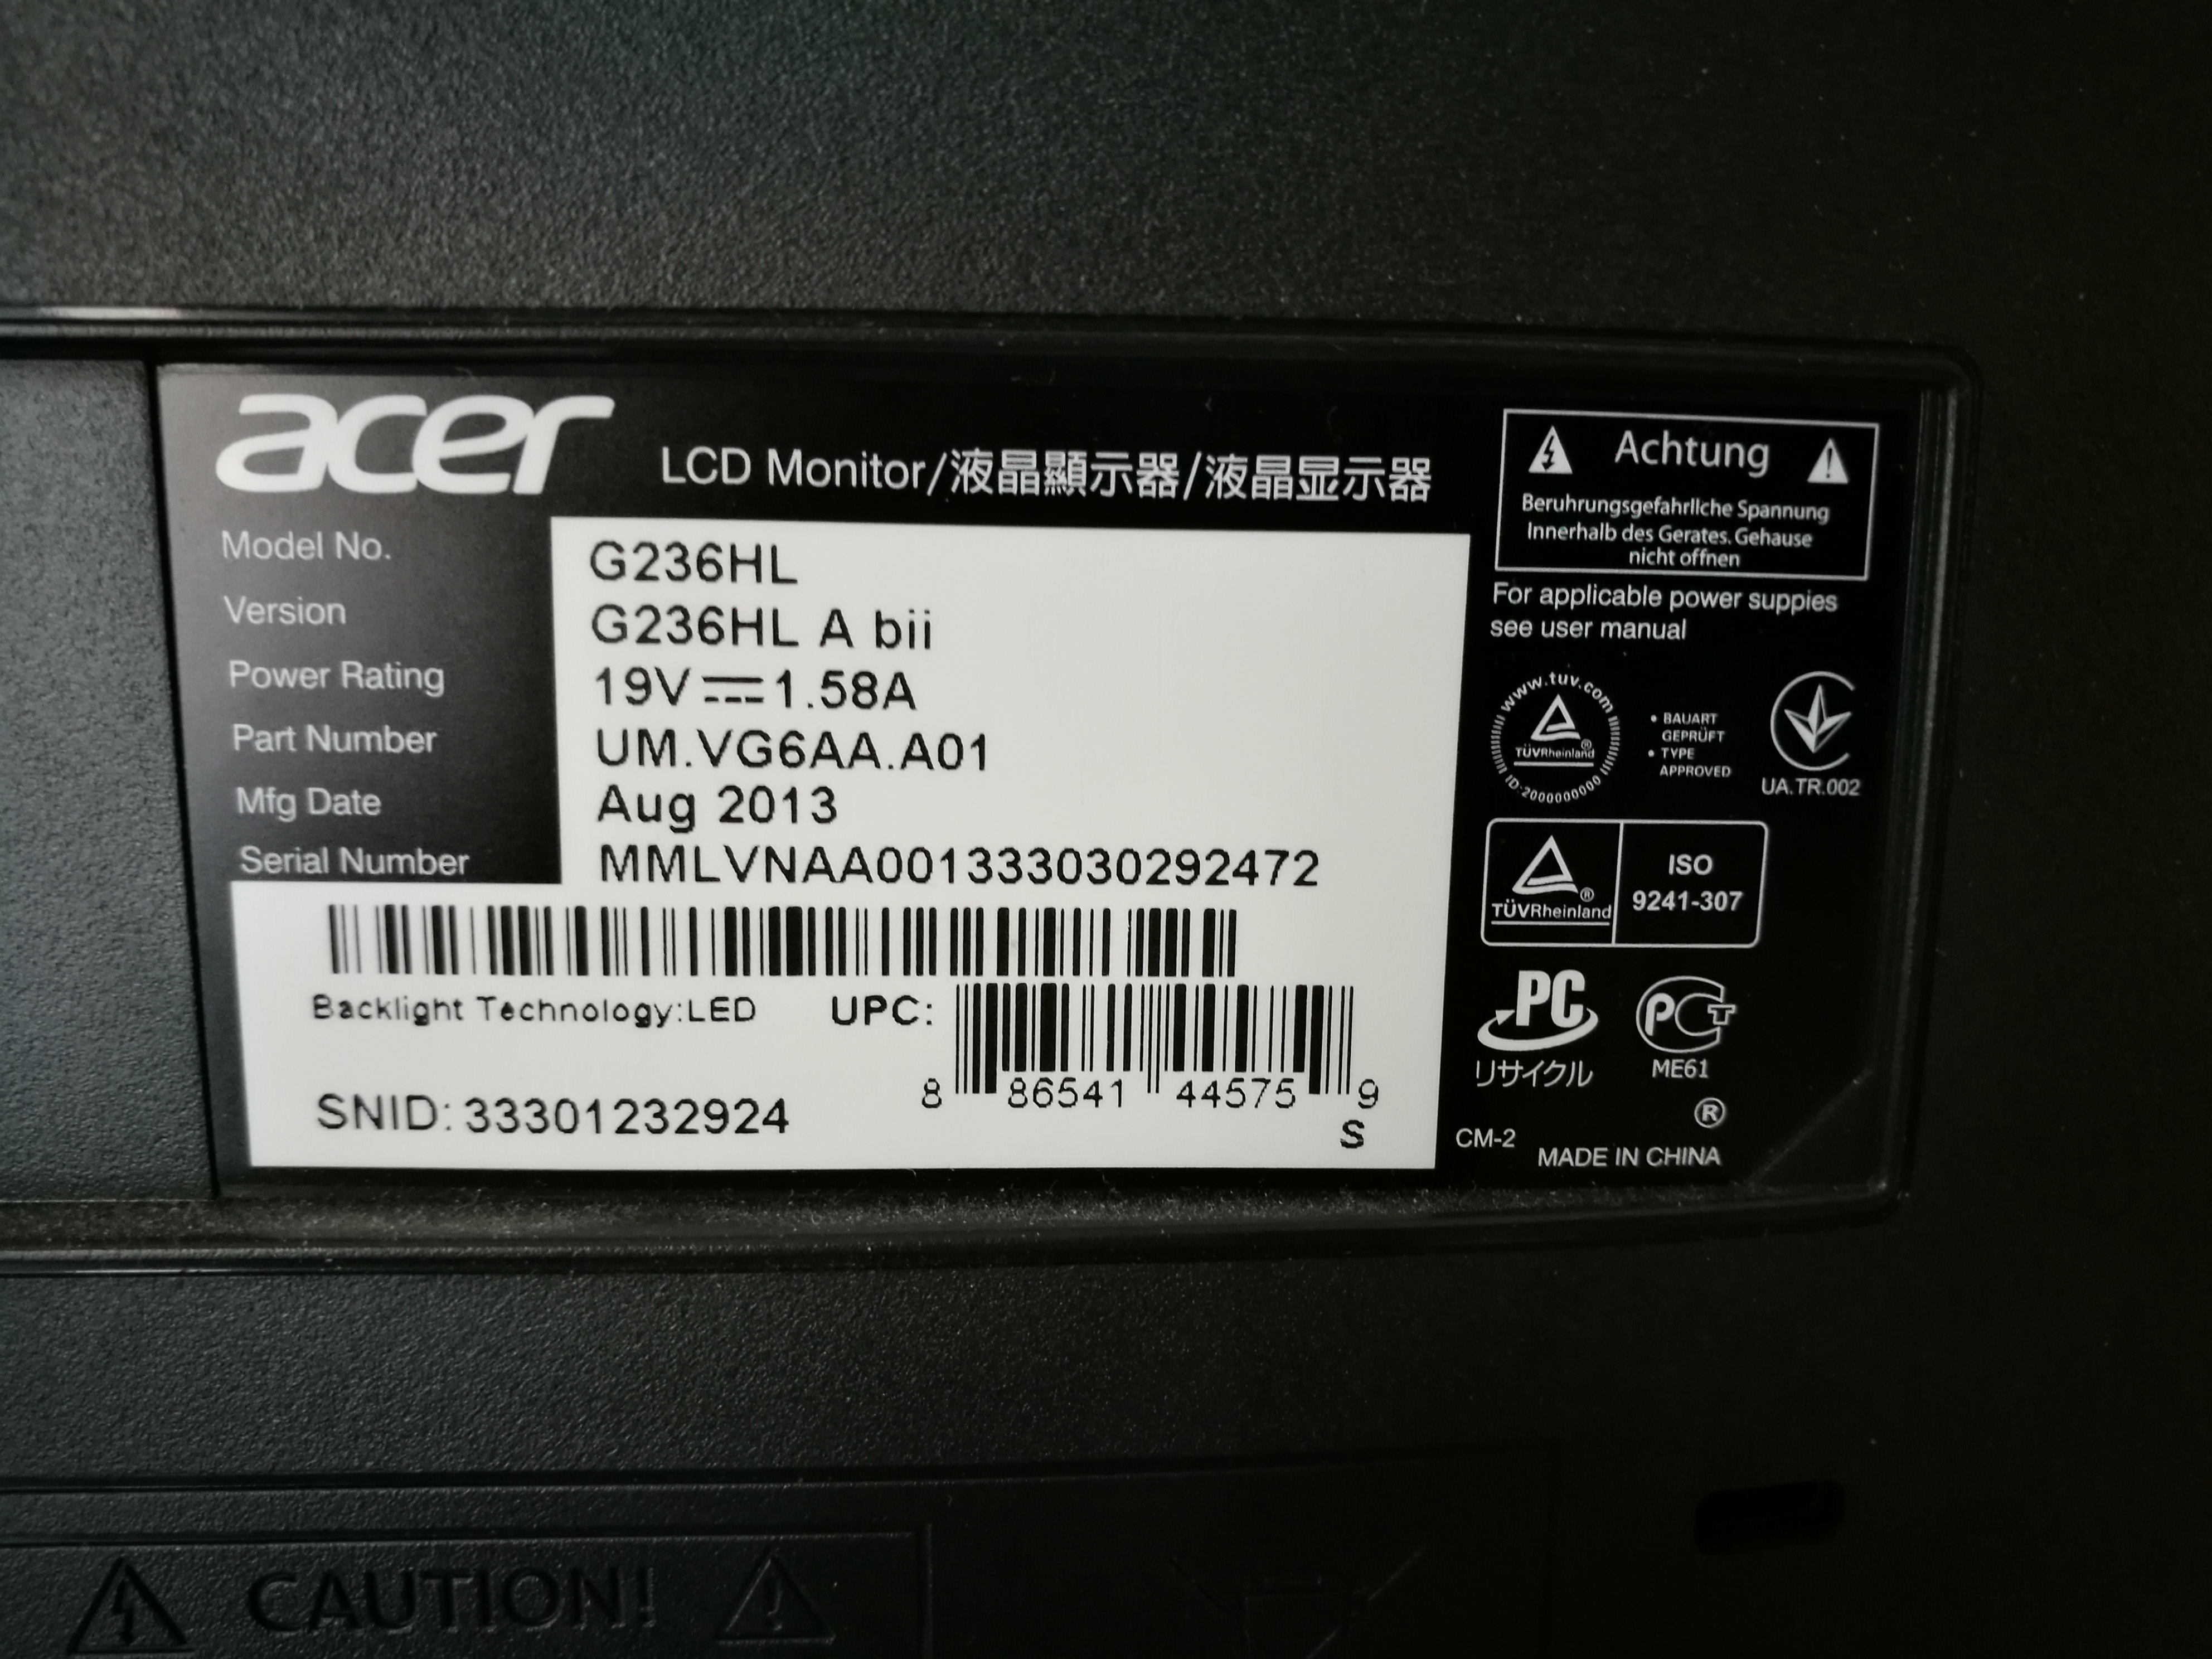 acer
LCD Monitor/液晶顯示器/液晶显示器
Model No. G236HL
Version G236HL A bii
Power Rating 19V⎓1.58A
Part Number UM.VG6AA.A01
Mfg Date Aug 2013
Serial Number MMLVNAA001333030292472
Backlight Technology:LED
UPC:
8 86541 44575 9
S
SNID: 33301232924
Achtung
Beruhrungsgefahrllche Spannung
Innerhalb des Gerates. Gehause
nicht offnen
For applicable power suppies
see user manual
www.tuv.com
TÜVRheinland®
ID:2000000000
• BAUART
GEPRÜFT
• TYPE
APPROVED
UA.TR.002
TÜVRheinland®
ISO
9241-307
PC
リサイクル
PCT
ME61
®
CM-2
MADE IN CHINA
CAUTION!